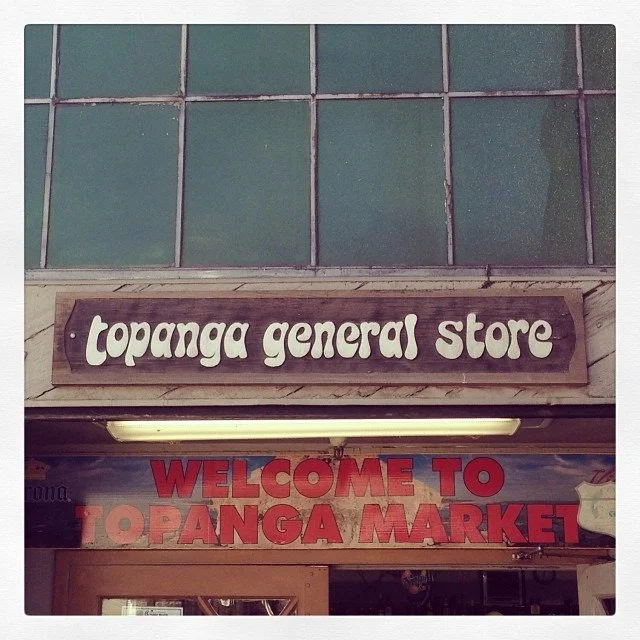 topanga general store
WELCOME TO
TOPANGA MARKET